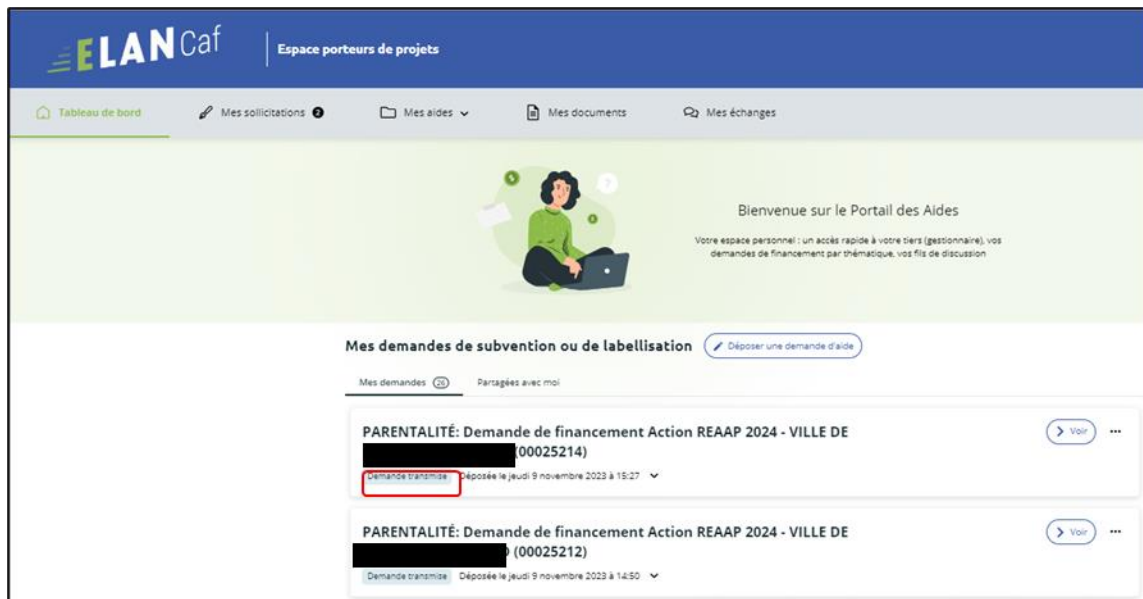 ELAN Caf
Espace porteurs de projets
Tableau de bord
Mes sollicitations 2
Mes aides
Mes documents
Mes échanges
?
Bienvenue sur le Portail des Aides
Votre espace personnel : un accès rapide à votre tiers (gestionnaire), vos
demandes de financement par thématique, vos fils de discussion
Mes demandes de subvention ou de labellisation
Déposer une demande d'aide
Mes demandes 26
Partagées avec moi
PARENTALITÉ: Demande de financement Action REAAP 2024 - VILLE DE
(00025214)
Voir
Demande transmise Déposée le jeudi 9 novembre 2023 à 15:27
PARENTALITÉ: Demande de financement Action REAAP 2024 - VILLE DE
(00025212)
Voir
Demande transmise Déposée le jeudi 9 novembre 2023 à 14:50